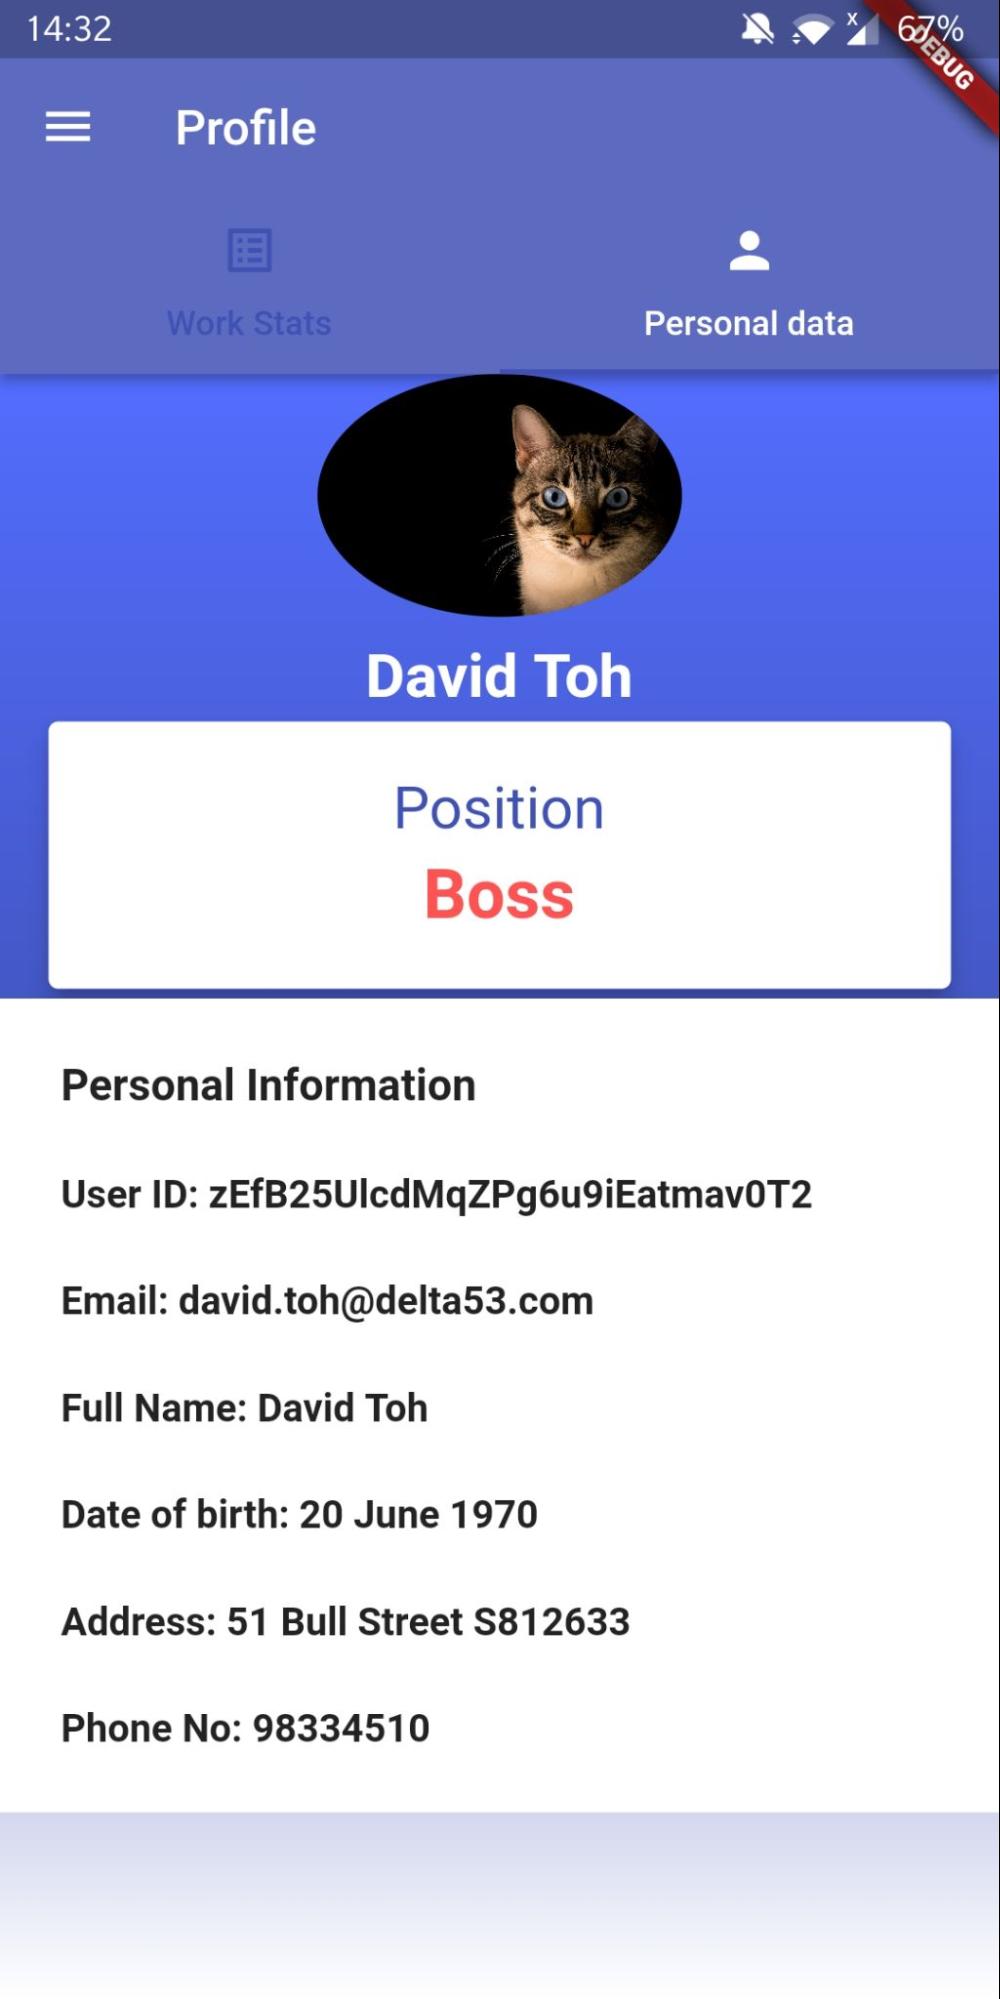 14:32
67%
DEBUG
Profile
Work Stats
Personal data
David Toh
Position
Boss
Personal Information
User ID: zEfB25UlcdMqZPg6u9iEatmav0T2
Email: david.toh@delta53.com
Full Name: David Toh
Date of birth: 20 June 1970
Address: 51 Bull Street S812633
Phone No: 98334510